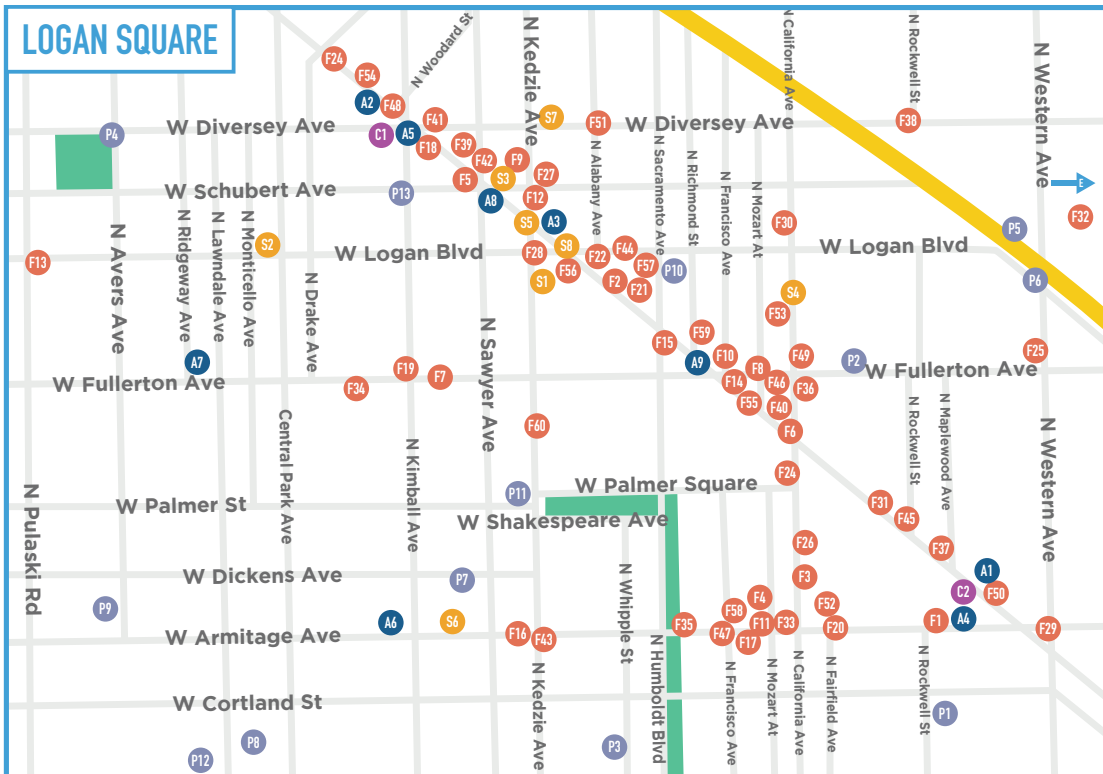 LOGAN SQUARE
N Woodard St
N Kedzie Ave
N California Ave
N Rockwell St
N Western Ave
F24
F54
A2
F48
F41
S7
F51
F38
W Diversey Ave
W Diversey Ave
P4
C1
A5
F18
F39
F42
F9
F5
S3
F27
N Alabany Ave
N Sacramento Ave
N Richmond St
N Francisco Ave
N Mozart At
E
W Schubert Ave
P13
A8
F12
F32
N Avers Ave
N Ridgeway Ave
N Lawndale Ave
N Monticello Ave
S2
S5
A3
F30
P5
F13
W Logan Blvd
F28
S8
F22
F44
W Logan Blvd
F56
F57
P10
S1
F2
F21
P6
N Drake Ave
S4
F53
N Sawyer Ave
F15
F59
A9
F10
F49
P2
F25
A7
W Fullerton Ave
F19
F7
F34
F14
F8
F46
F36
W Fullerton Ave
F55
F40
F6
F60
Central Park Ave
N Kimball Ave
N Rockwell St
N Maplewood Ave
N Western Ave
F24
P11
W Palmer Square
N Pulaski Rd
W Palmer St
W Shakespeare Ave
F31
F45
F26
F37
W Dickens Ave
P7
N Whipple St
F3
A1
C2
F50
P9
A6
S6
F4
F58
F52
W Armitage Ave
F16
F43
F35
F47
F11
F17
F33
F20
F1
A4
F29
N Kedzie Ave
N Humboldt Blvd
N Francisco Ave
N Mozart At
N California Ave
N Fairfield Ave
N Rockwell St
W Cortland St
P1
P8
P12
P3